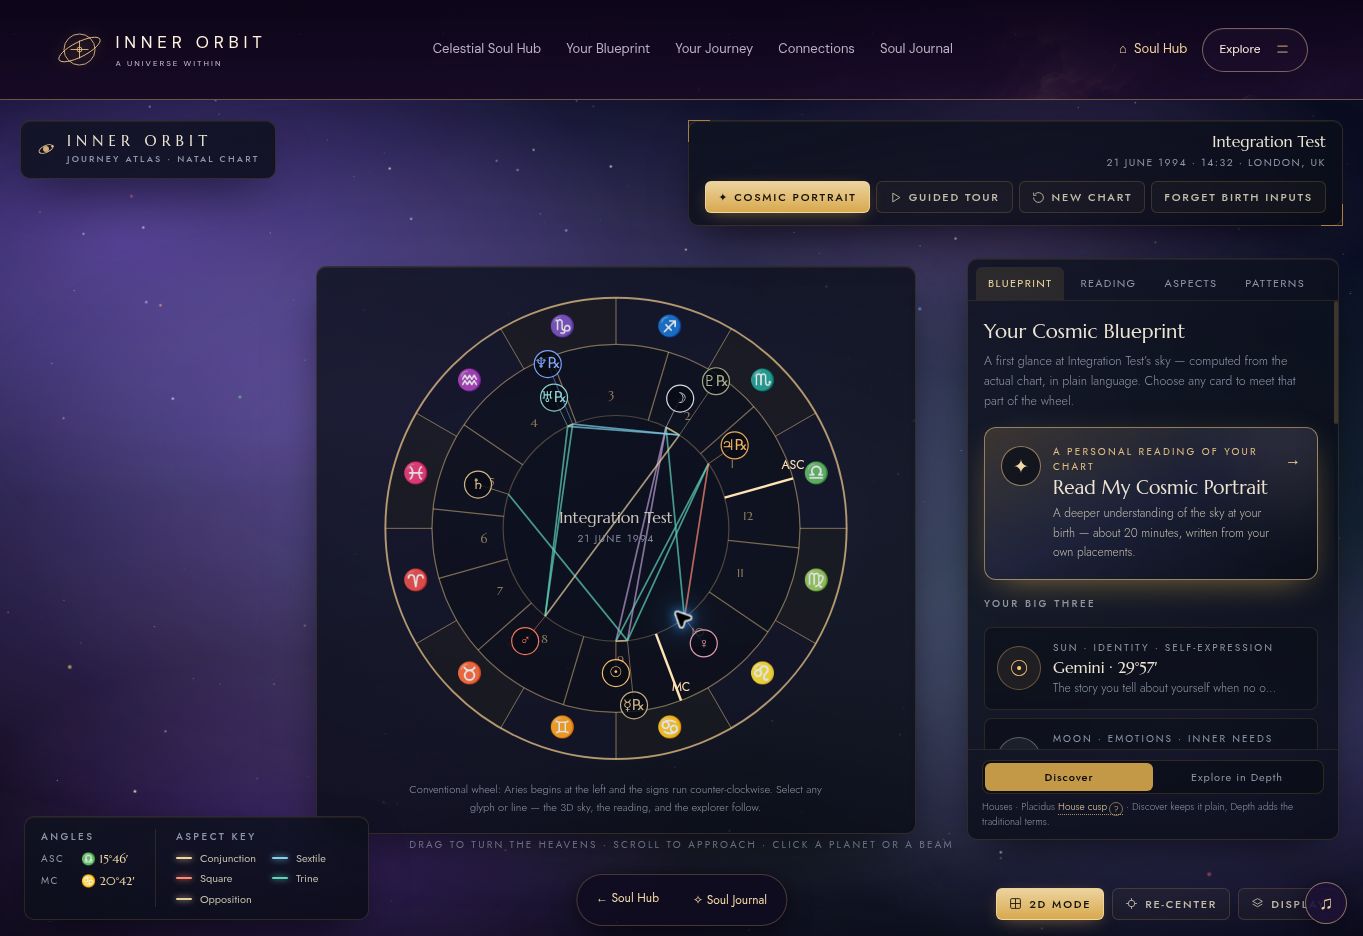 INNER ORBIT
A UNIVERSE WITHIN
Celestial Soul Hub
Your Blueprint
Your Journey
Connections
Soul Journal
⌂ Soul Hub
Explore
INNER ORBIT
JOURNEY ATLAS · NATAL CHART
Integration Test
21 JUNE 1994 · 14:32 · LONDON, UK
✦ COSMIC PORTRAIT
GUIDED TOUR
NEW CHART
FORGET BIRTH INPUTS
♑
♐
♒
♏
♓
♎
♈
♍
♉
♌
♊
♋
♆℞
♅℞
☽
♇℞
♃℞
♄
♂
☉
☿℞
♀
ASC
MC
1
2
3
4
5
6
7
8
9
11
12
Integration Test
21 JUNE 1994
Conventional wheel: Aries begins at the left and the signs run counter-clockwise. Select any
glyph or line — the 3D sky, the reading, and the explorer follow.
DRAG TO TURN THE HEAVENS · SCROLL TO APPROACH · CLICK A PLANET OR A BEAM
BLUEPRINT
READING
ASPECTS
PATTERNS
Your Cosmic Blueprint
A first glance at Integration Test's sky — computed from the
actual chart, in plain language. Choose any card to meet that
part of the wheel.
✦
A PERSONAL READING OF YOUR
CHART
→
Read My Cosmic Portrait
A deeper understanding of the sky at your
birth — about 20 minutes, written from your
own placements.
YOUR BIG THREE
☉
SUN · IDENTITY · SELF-EXPRESSION
Gemini · 29°57′
The story you tell about yourself when no o…
MOON · EMOTIONS · INNER NEEDS
Discover
Explore in Depth
Houses · Placidus House cusp ? · Discover keeps it plain, Depth adds the
traditional terms.
ANGLES
ASC ♎ 15°46′
MC ♋ 20°42′
ASPECT KEY
Conjunction
Sextile
Square
Trine
Opposition
← Soul Hub
✧ Soul Journal
2D MODE
RE-CENTER
♫